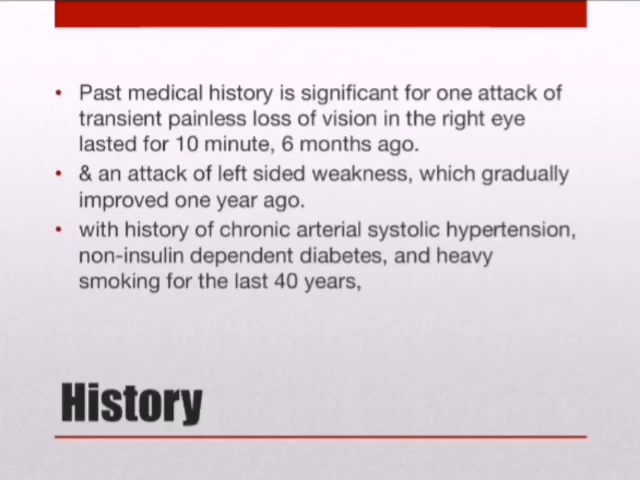 • Past medical history is significant for one attack of
transient painless loss of vision in the right eye
lasted for 10 minute, 6 months ago.
• & an attack of left sided weakness, which gradually
improved one year ago.
• with history of chronic arterial systolic hypertension,
non-insulin dependent diabetes, and heavy
smoking for the last 40 years,
History